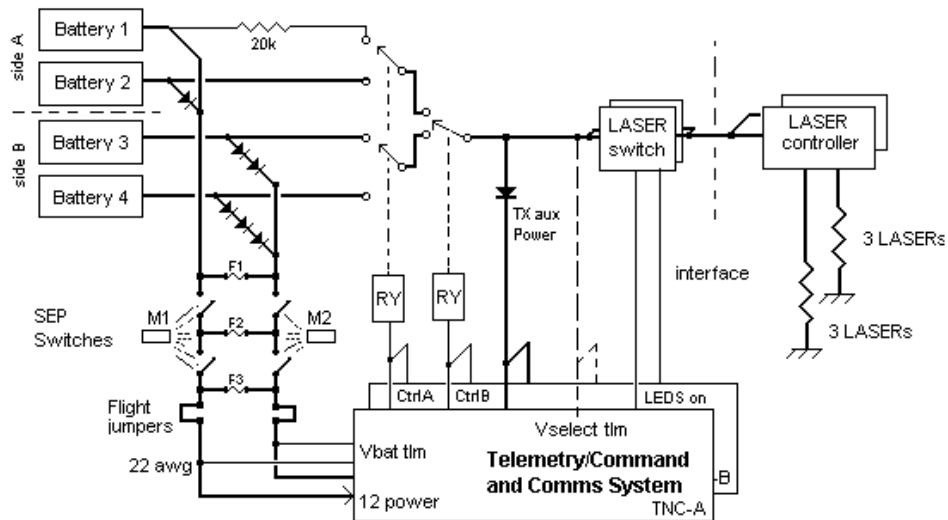 side A
side B
Battery 1
Battery 2
Battery 3
Battery 4
20k
LASER
switch
LASER
controller
TX aux
Power
3 LASERs
3 LASERs
interface
RY
RY
F1
F2
F3
SEP
Switches
M1
M2
Flight
jumpers
22 awg
CtrlA
CtrlB
LEDS on
Vselect tlm
Vbat tlm
Telemetry/Command
and Comms System
12 power
TNC-A
-B